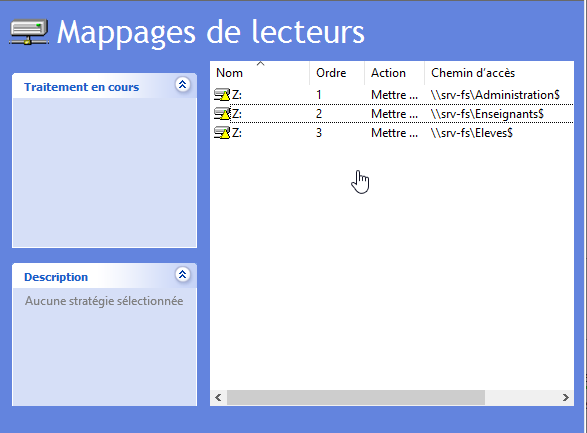 Mappages de lecteurs
Traitement en cours
Description
Aucune stratégie sélectionnée
Nom Ordre Action Chemin d'accès
Z: 1 Mettre ... \\srv-fs\Administration$
Z: 2 Mettre ... \\srv-fs\Enseignants$
Z: 3 Mettre ... \\srv-fs\Eleves$